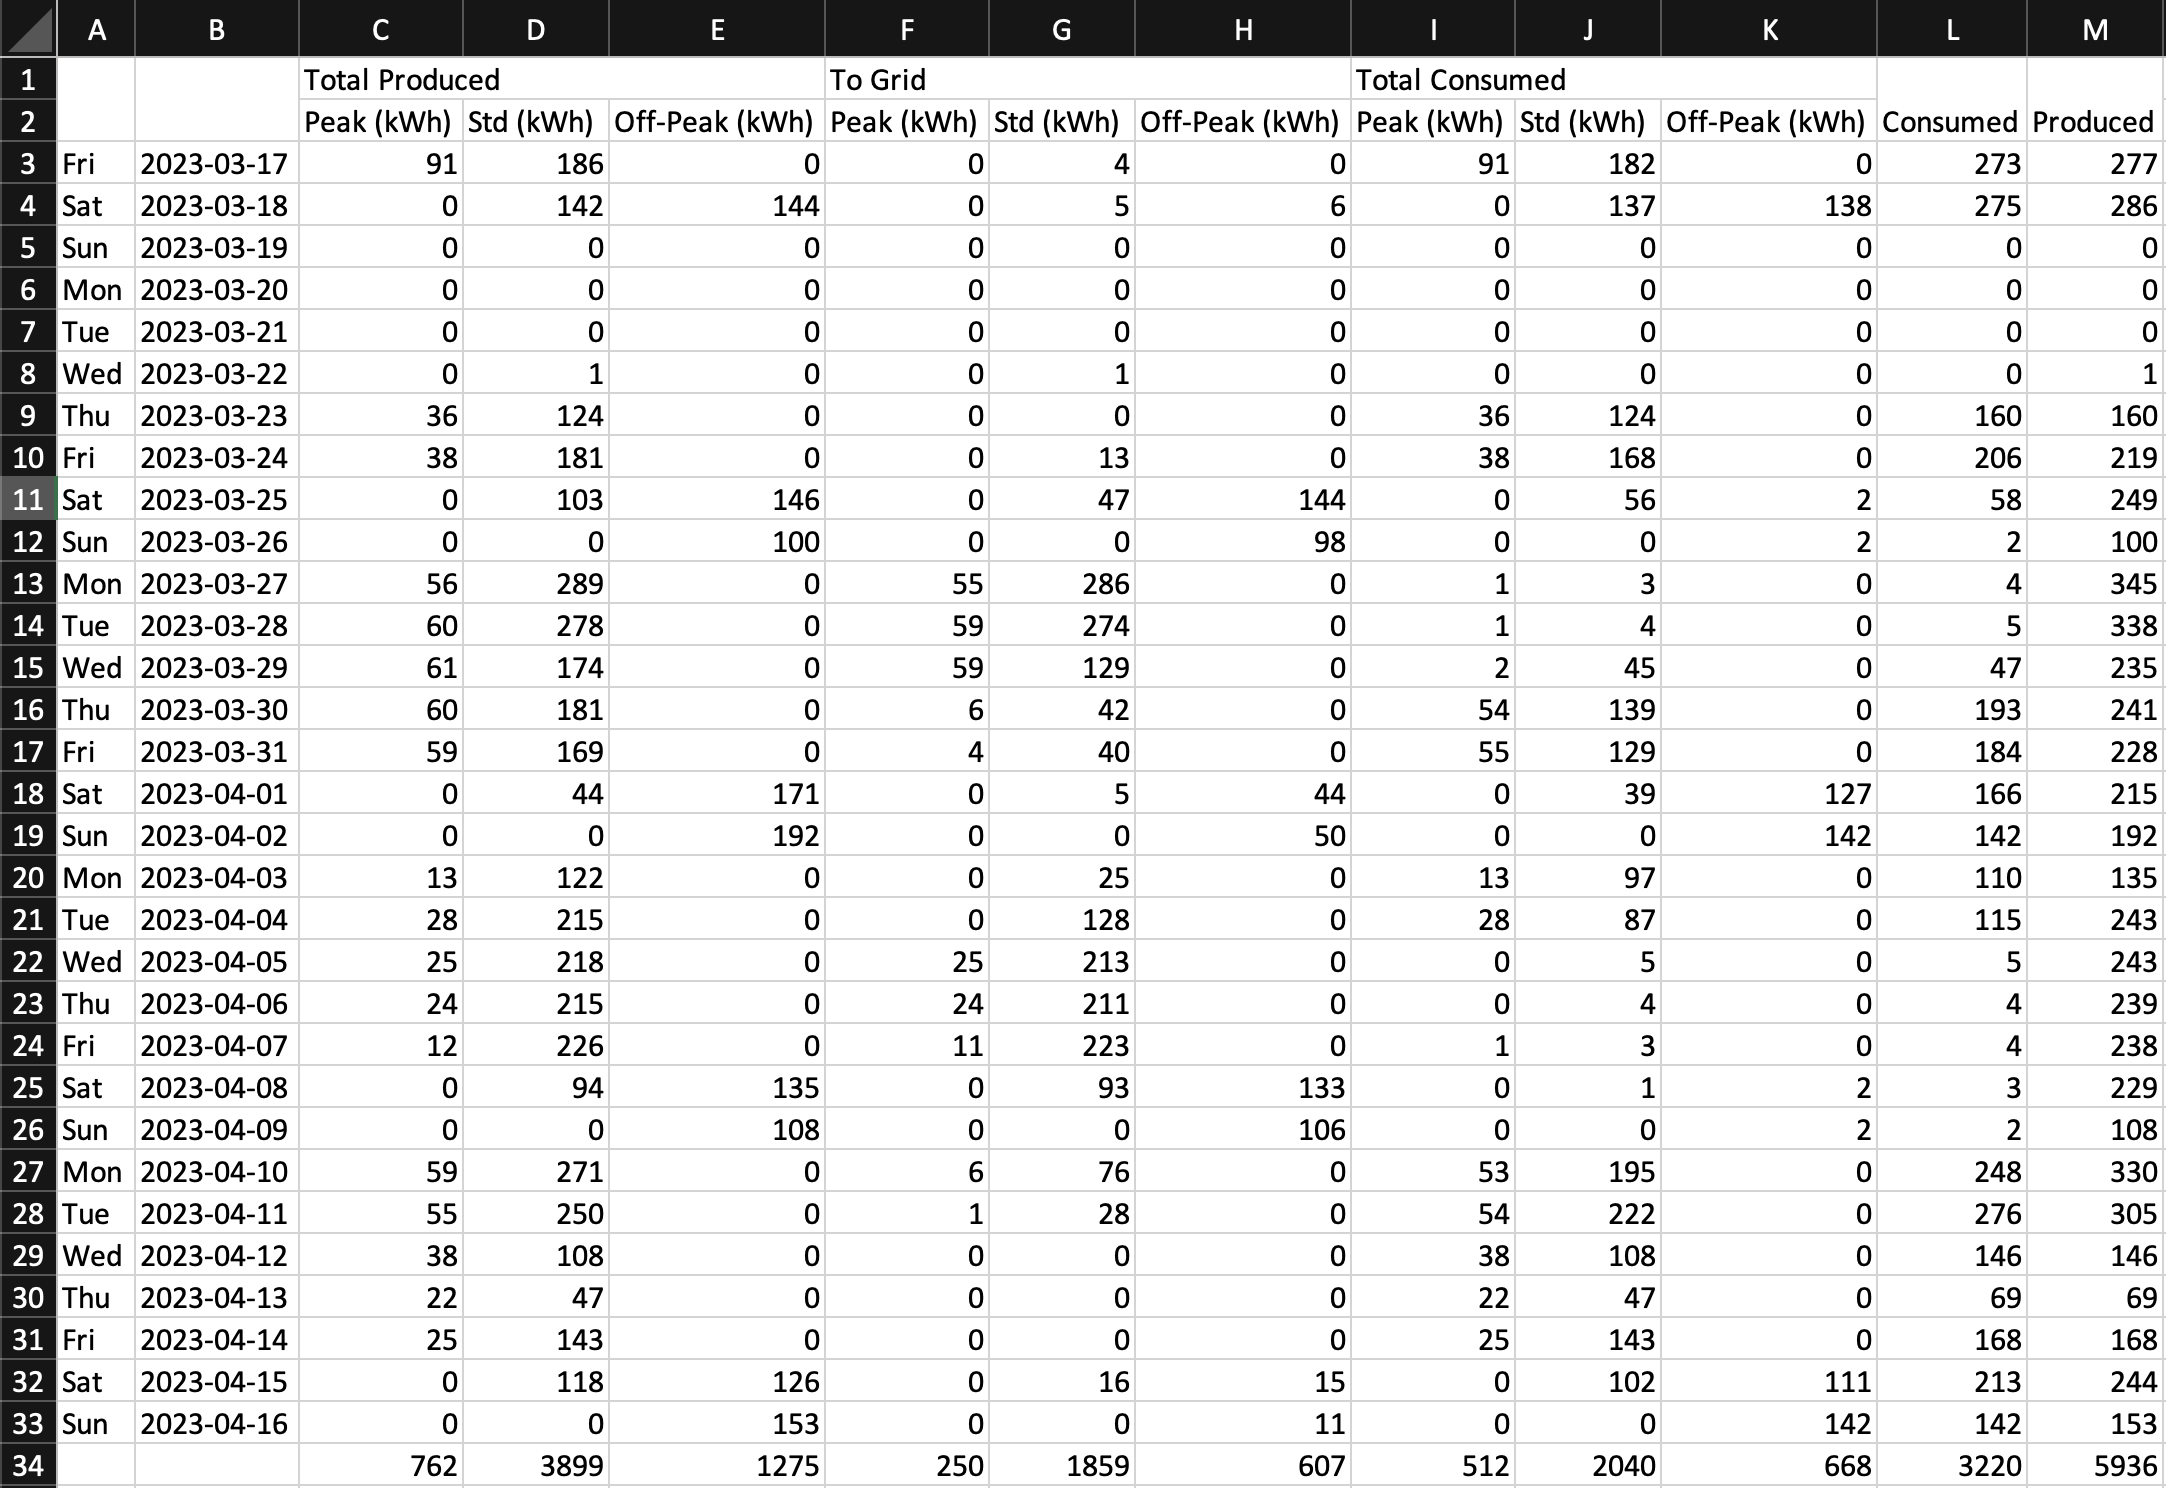 A B C D E F G H I J K L M
1 Total Produced To Grid Total Consumed
2 Peak (kWh) Std (kWh) Off-Peak (kWh) Peak (kWh) Std (kWh) Off-Peak (kWh) Peak (kWh) Std (kWh) Off-Peak (kWh) Consumed Produced
3 Fri 2023-03-17 91 186 0 0 4 0 91 182 0 273 277
4 Sat 2023-03-18 0 142 144 0 5 6 0 137 138 275 286
5 Sun 2023-03-19 0 0 0 0 0 0 0 0 0 0 0
6 Mon 2023-03-20 0 0 0 0 0 0 0 0 0 0 0
7 Tue 2023-03-21 0 0 0 0 0 0 0 0 0 0 0
8 Wed 2023-03-22 0 1 0 0 1 0 0 0 0 0 1
9 Thu 2023-03-23 36 124 0 0 0 0 36 124 0 160 160
10 Fri 2023-03-24 38 181 0 0 13 0 38 168 0 206 219
11 Sat 2023-03-25 0 103 146 0 47 144 0 56 2 58 249
12 Sun 2023-03-26 0 0 100 0 0 98 0 0 2 2 100
13 Mon 2023-03-27 56 289 0 55 286 0 1 3 0 4 345
14 Tue 2023-03-28 60 278 0 59 274 0 1 4 0 5 338
15 Wed 2023-03-29 61 174 0 59 129 0 2 45 0 47 235
16 Thu 2023-03-30 60 181 0 6 42 0 54 139 0 193 241
17 Fri 2023-03-31 59 169 0 4 40 0 55 129 0 184 228
18 Sat 2023-04-01 0 44 171 0 5 44 0 39 127 166 215
19 Sun 2023-04-02 0 0 192 0 0 50 0 0 142 142 192
20 Mon 2023-04-03 13 122 0 0 25 0 13 97 0 110 135
21 Tue 2023-04-04 28 215 0 0 128 0 28 87 0 115 243
22 Wed 2023-04-05 25 218 0 25 213 0 0 5 0 5 243
23 Thu 2023-04-06 24 215 0 24 211 0 0 4 0 4 239
24 Fri 2023-04-07 12 226 0 11 223 0 1 3 0 4 238
25 Sat 2023-04-08 0 94 135 0 93 133 0 1 2 3 229
26 Sun 2023-04-09 0 0 108 0 0 106 0 0 2 2 108
27 Mon 2023-04-10 59 271 0 6 76 0 53 195 0 248 330
28 Tue 2023-04-11 55 250 0 1 28 0 54 222 0 276 305
29 Wed 2023-04-12 38 108 0 0 0 0 38 108 0 146 146
30 Thu 2023-04-13 22 47 0 0 0 0 22 47 0 69 69
31 Fri 2023-04-14 25 143 0 0 0 0 25 143 0 168 168
32 Sat 2023-04-15 0 118 126 0 16 15 0 102 111 213 244
33 Sun 2023-04-16 0 0 153 0 0 11 0 0 142 142 153
34 762 3899 1275 250 1859 607 512 2040 668 3220 5936